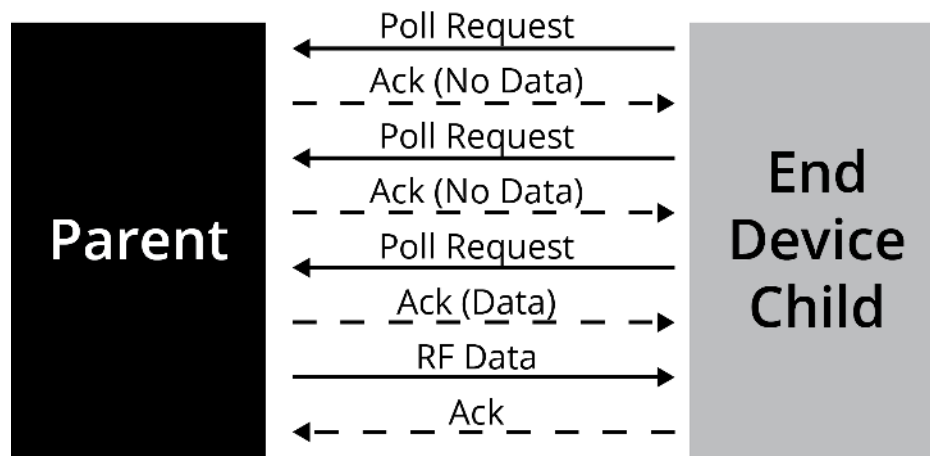 Poll Request
Ack (No Data)
Poll Request
Ack (No Data)
Poll Request
Ack (Data)
RF Data
Ack
Parent
End
Device
Child